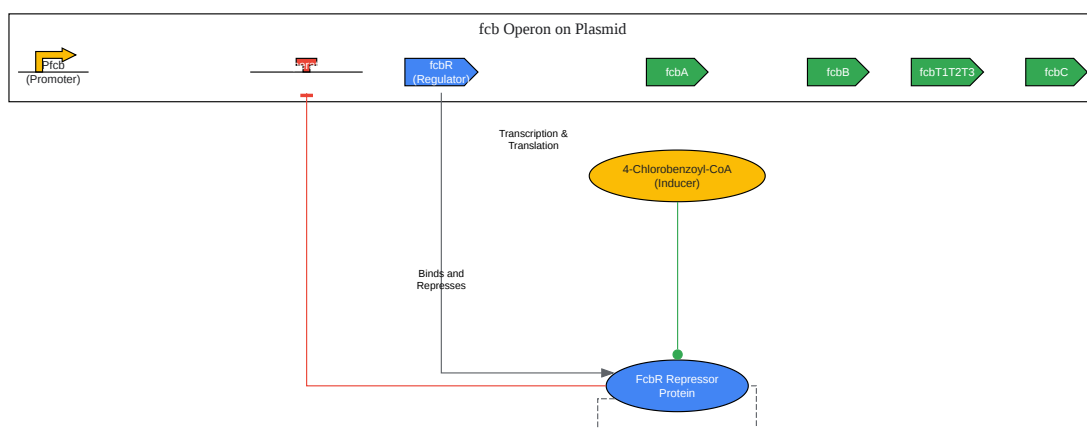 fcb Operon on Plasmid
Pfcb
(Promoter)
fcbR
(Regulator)
fcbA
fcbB
fcbT1T2T3
fcbC
Transcription &
Translation
4-Chlorobenzoyl-CoA
(Inducer)
Binds and
Represses
FcbR Repressor
Protein